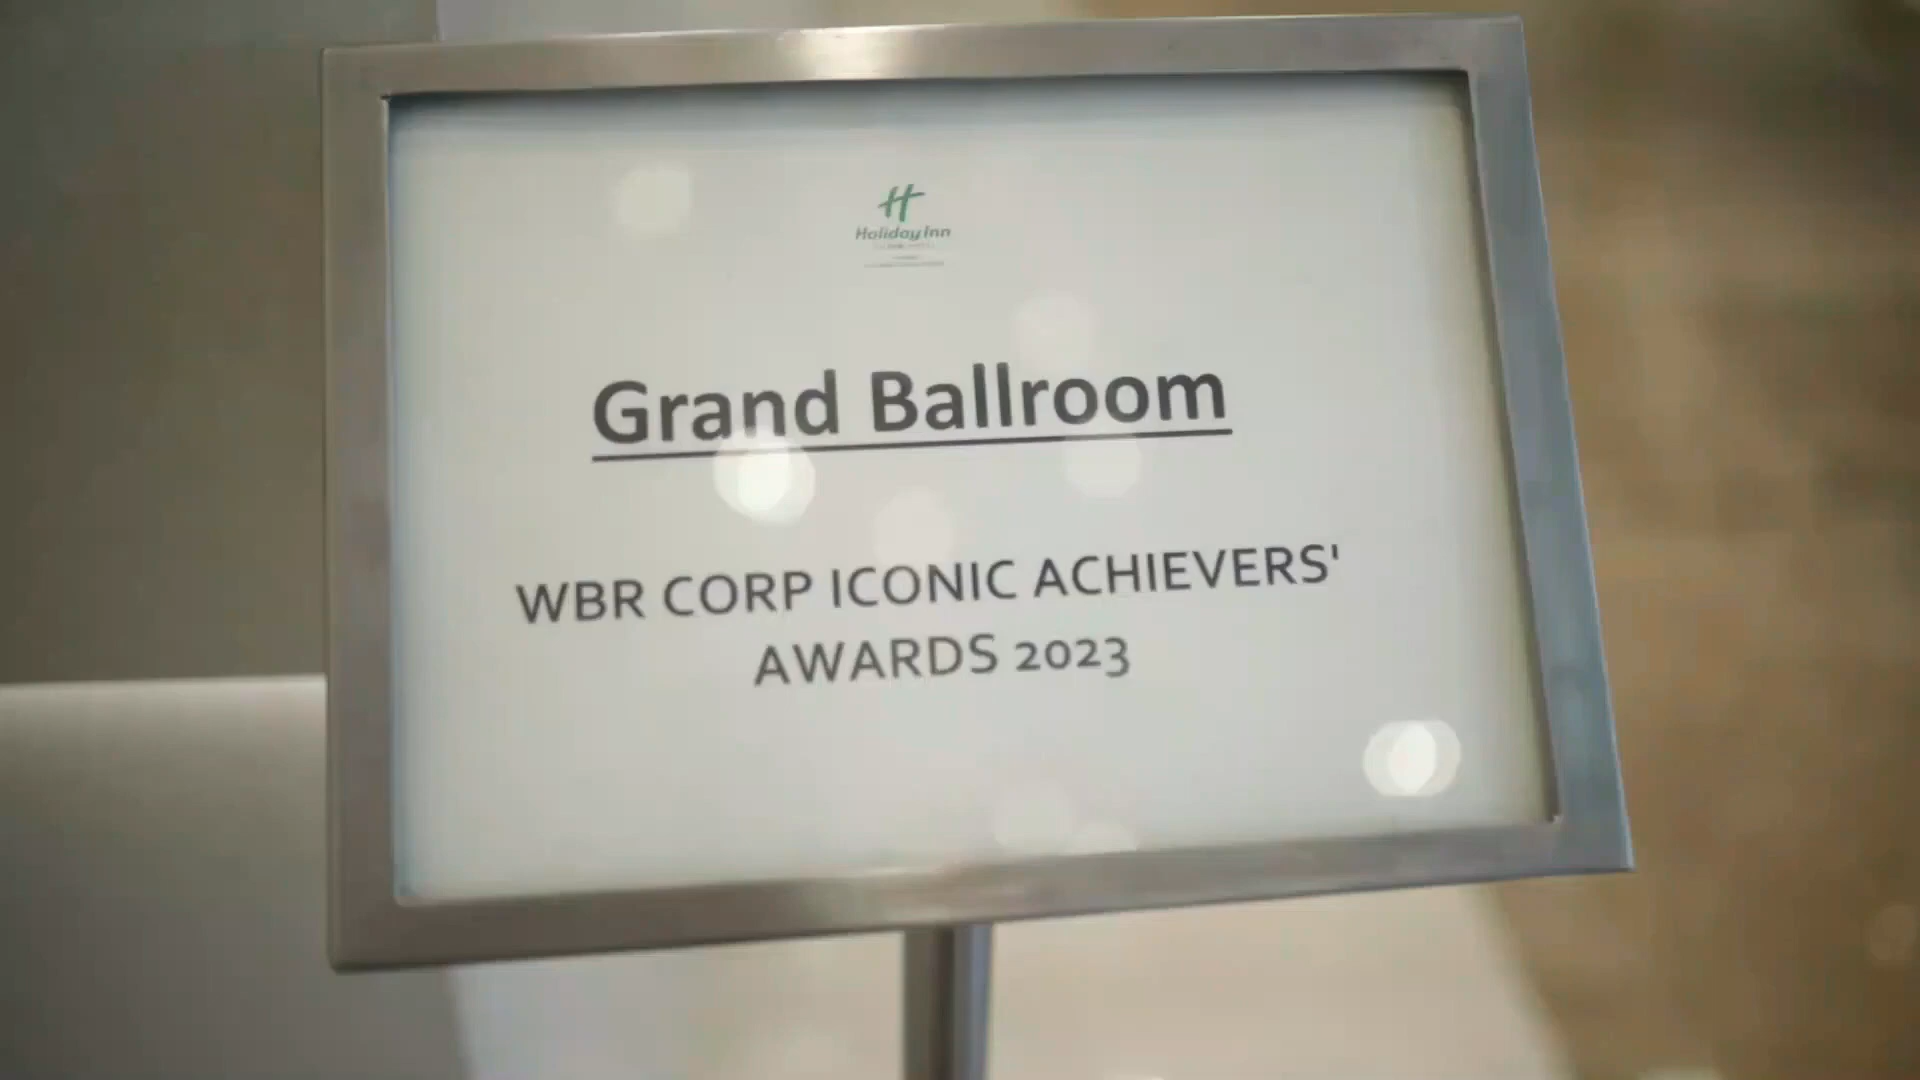 H
Holiday Inn
Grand Ballroom
WBR CORP ICONIC ACHIEVERS'
AWARDS 2023